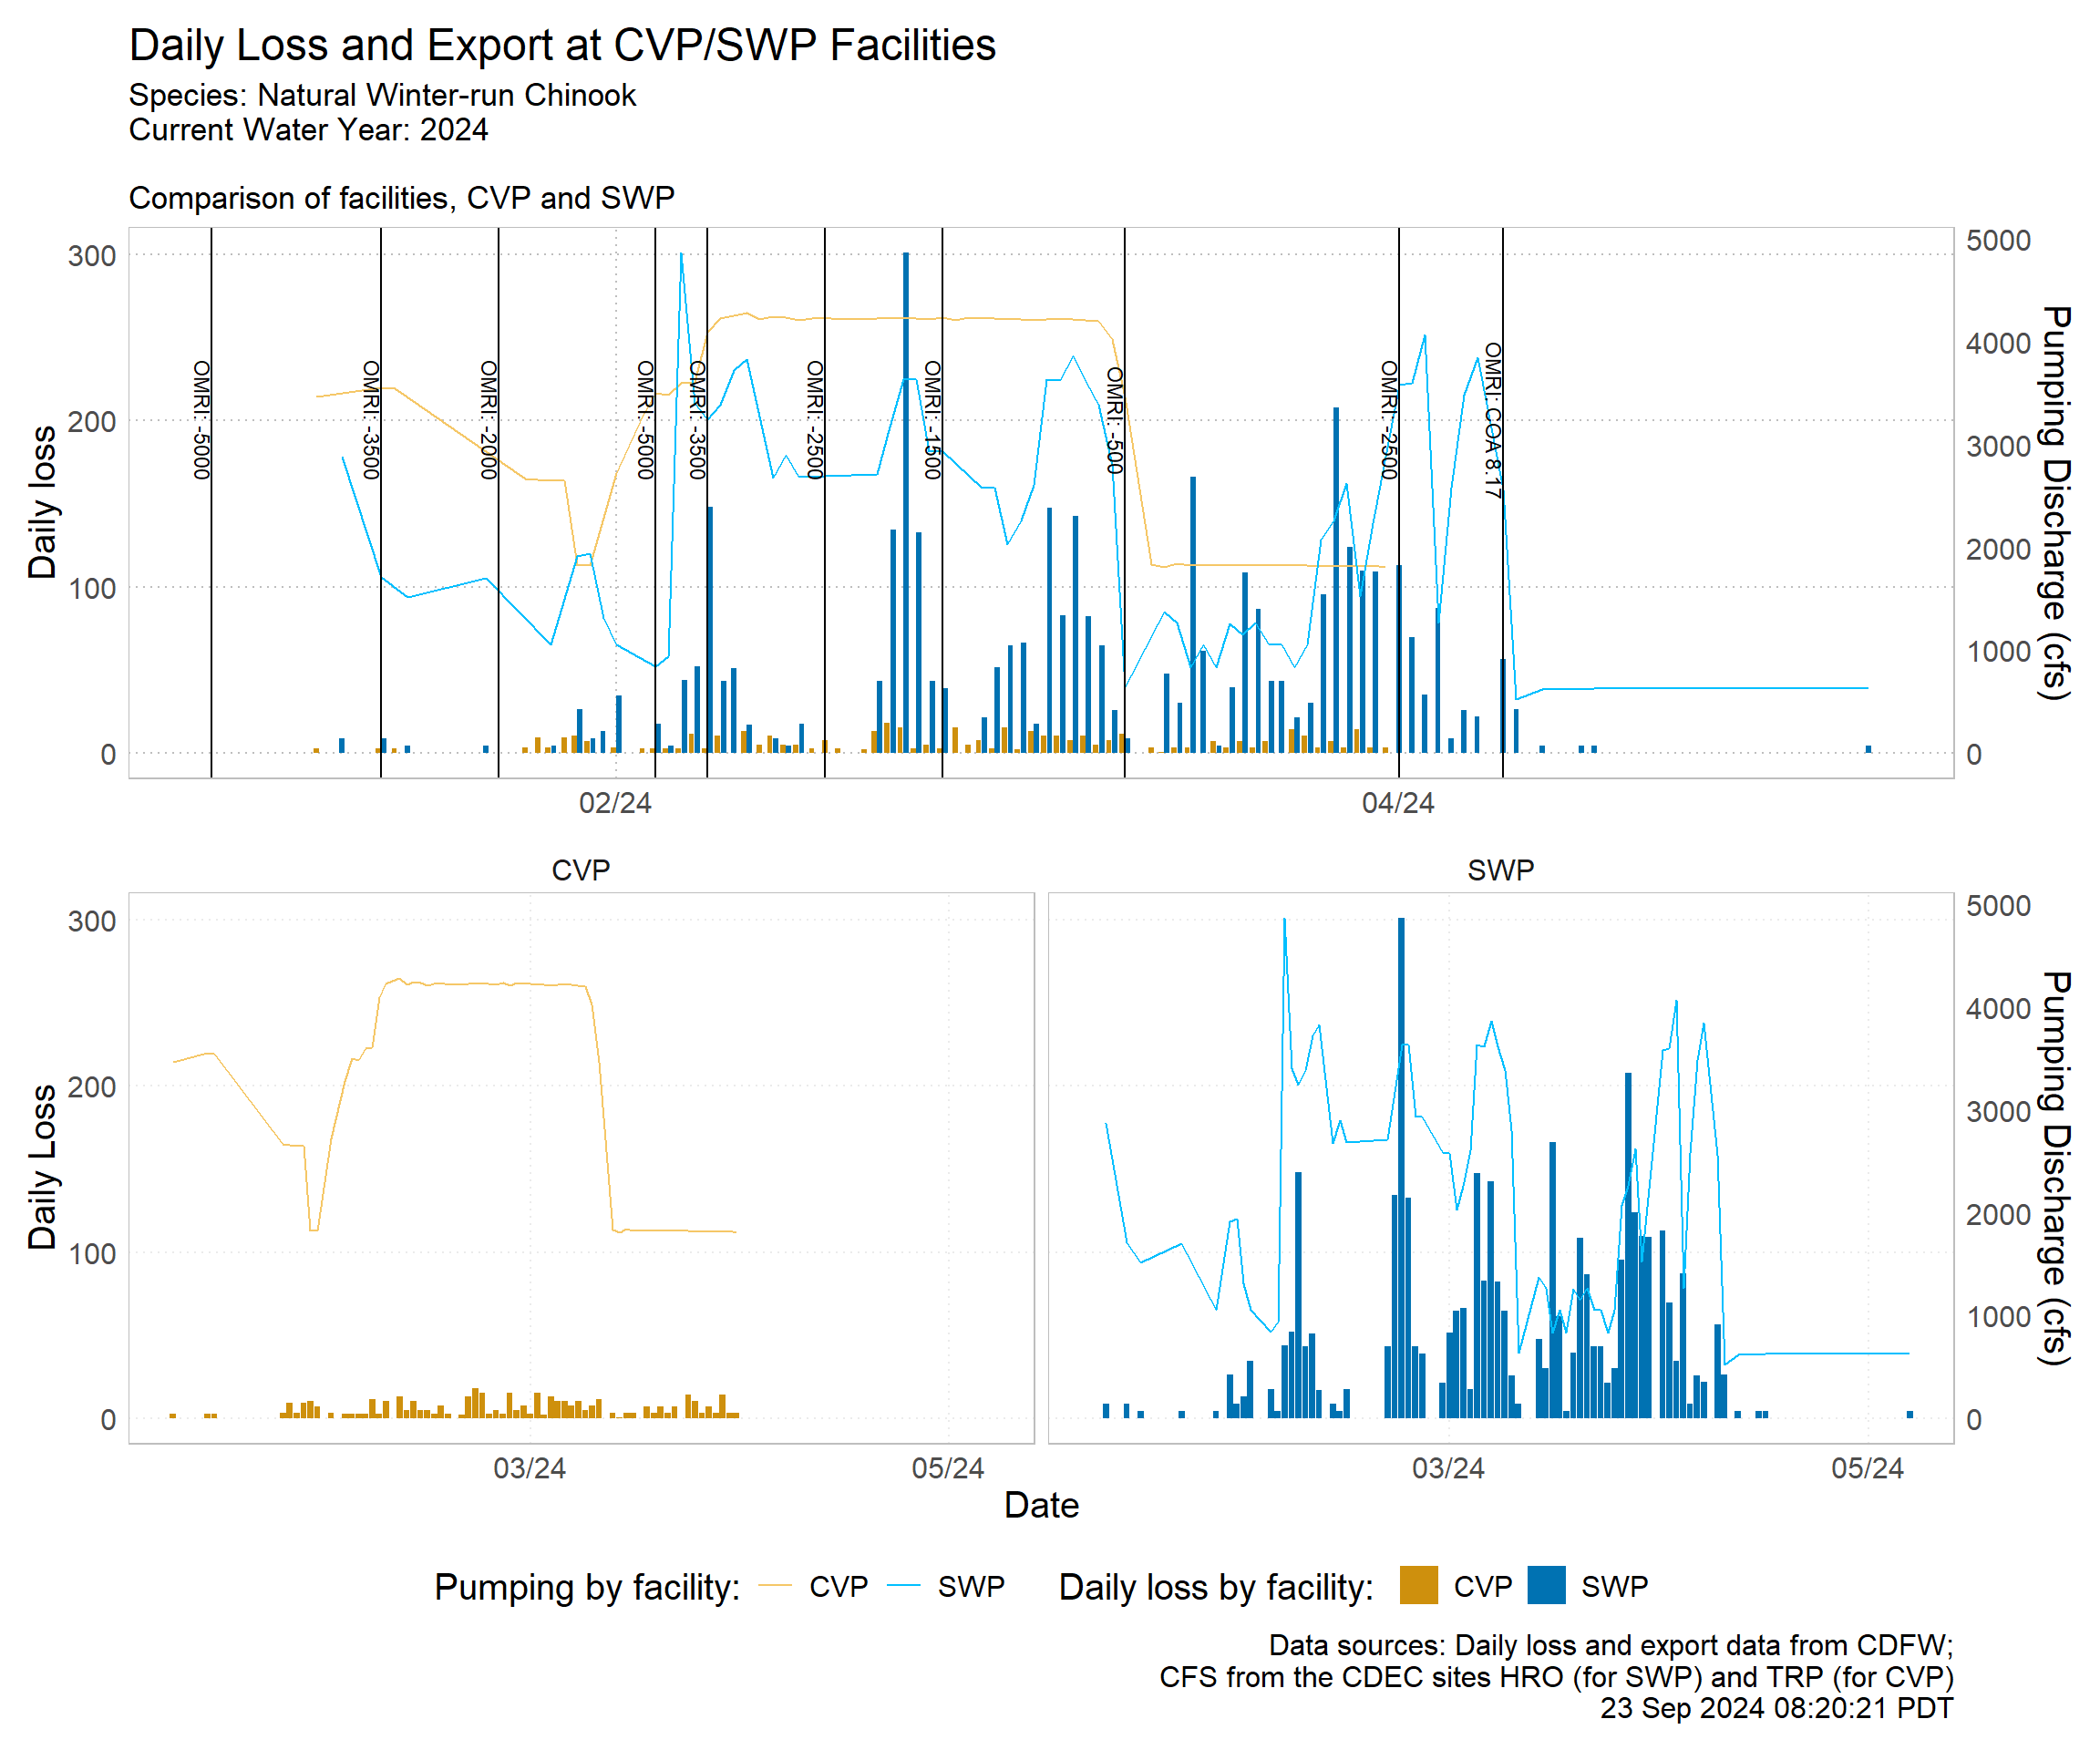 Daily Loss and Export at CVP/SWP Facilities
Species: Natural Winter-run Chinook
Current Water Year: 2024
Comparison of facilities, CVP and SWP
300
200
100
0
Daily loss
5000
4000
3000
2000
1000
0
Pumping Discharge (cfs)
OMRI: -5000
OMRI: -3500
OMRI: -2000
OMRI: -5000
OMRI: -3500
OMRI: -2500
OMRI: -1500
OMRI: -500
OMRI: -2500
OMRI: COA 8.17
02/24
04/24
CVP
SWP
300
200
100
0
Daily Loss
5000
4000
3000
2000
1000
0
Pumping Discharge (cfs)
03/24
05/24
03/24
05/24
Date
Pumping by facility: CVP SWP Daily loss by facility: CVP SWP
Data sources: Daily loss and export data from CDFW;
CFS from the CDEC sites HRO (for SWP) and TRP (for CVP)
23 Sep 2024 08:20:21 PDT